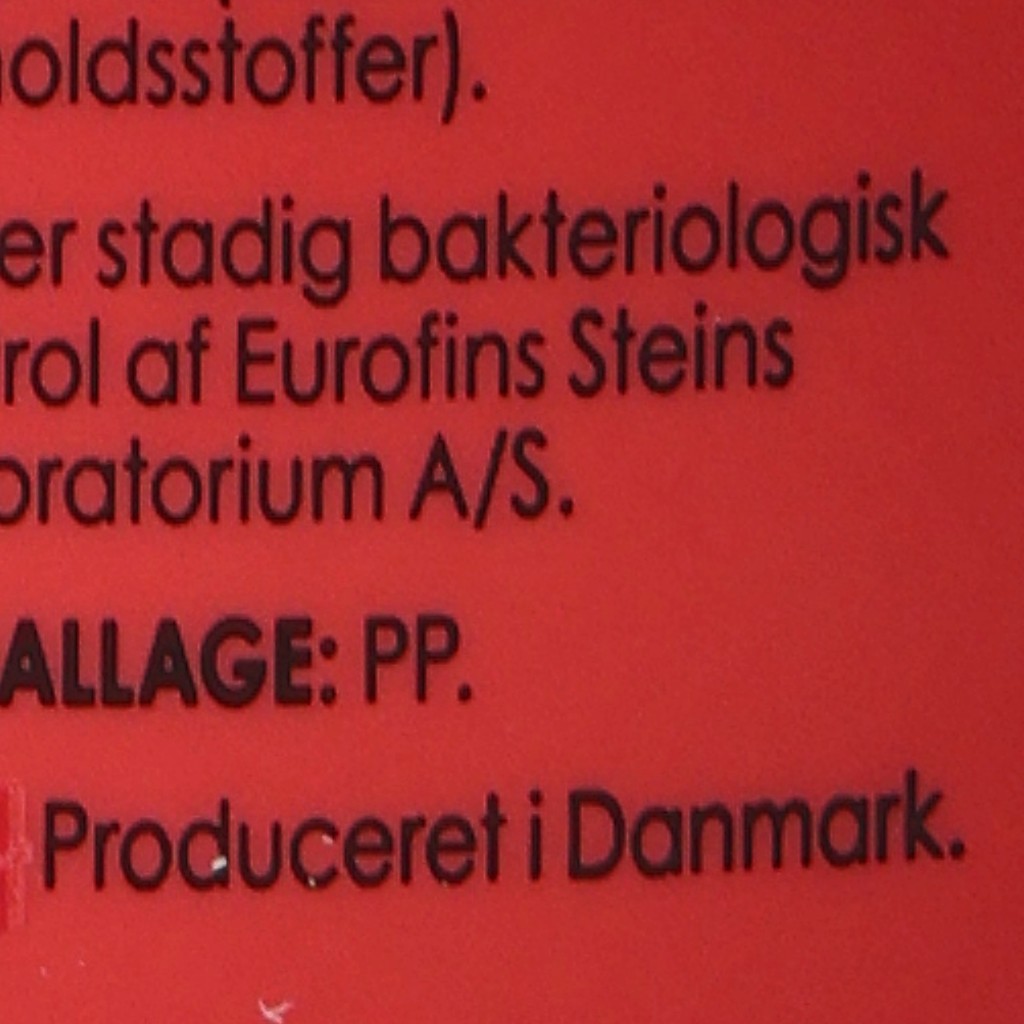 oldsstoffer).
er stadig bakteriologisk
rol af Eurofins Steins
oratorium A/S.
ALLAGE: PP.
Produceret i Danmark.